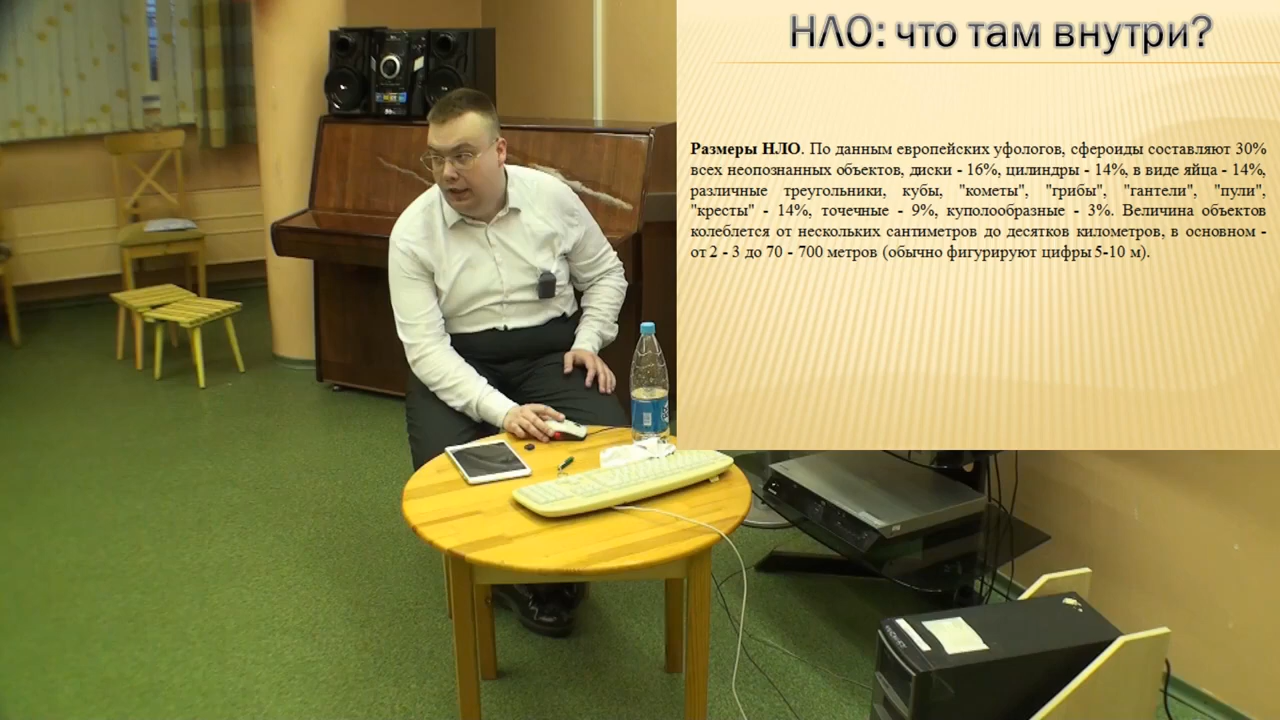 НЛО: что там внутри?
Размеры НЛО. По данным европейских уфологов, сфероиды составляют 30%
всех неопознанных объектов, диски - 16%, цилиндры - 14%, в виде яйца - 14%,
различные треугольники, кубы, "кометы", "грибы", "гантели", "пули",
"кресты" - 14%, точечные - 9%, куполообразные - 3%. Величина объектов
колеблется от нескольких сантиметров до десятков километров, в основном -
от 2 - 3 до 70 - 700 метров (обычно фигурируют цифры 5-10 м).